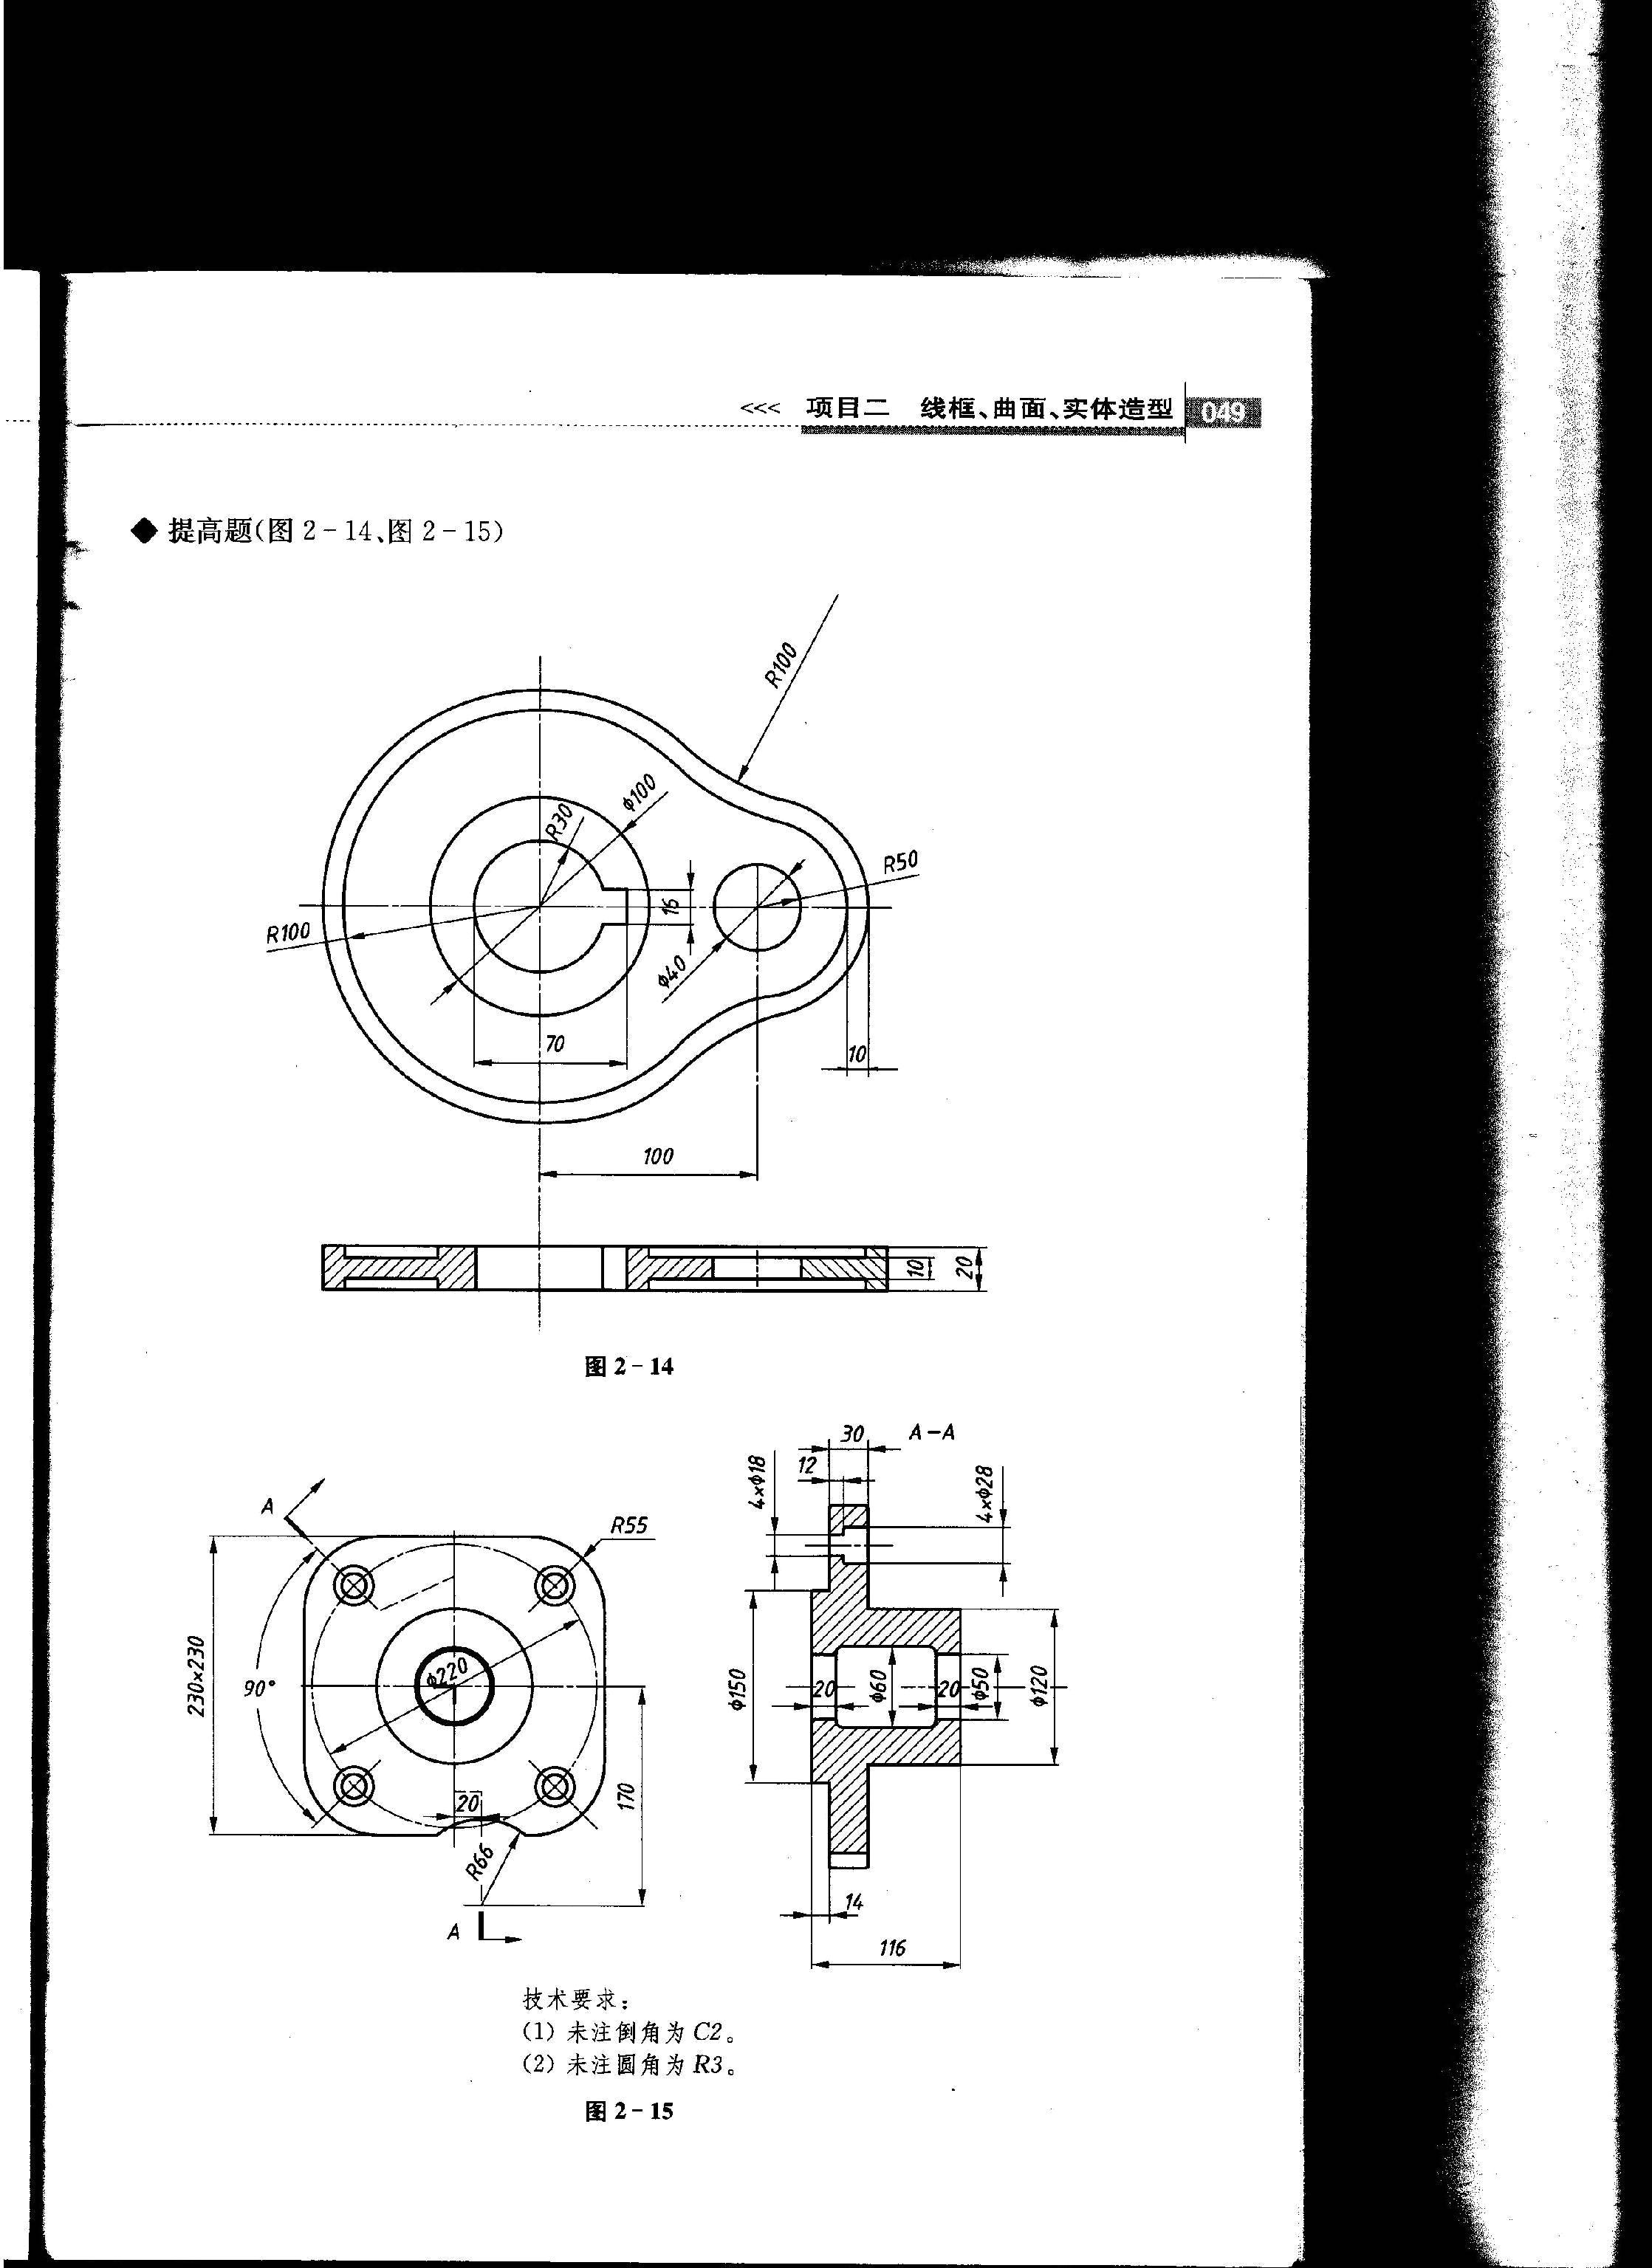 <<< 项目二 线框、曲面、实体造型 049
◆ 提高题(图 2-14、图 2-15)
R100
φ100
R30
R50
16
R100
φ40
70
10
100
10
20
图 2-14
30
A-A
12
4×φ18
4×φ28
A
R55
230×230
90°
φ220
φ150
20
φ60
20
φ50
φ120
170
20
R66
14
A
116
技术要求:
(1) 未注倒角为 C2。
(2) 未注圆角为 R3。
图 2-15